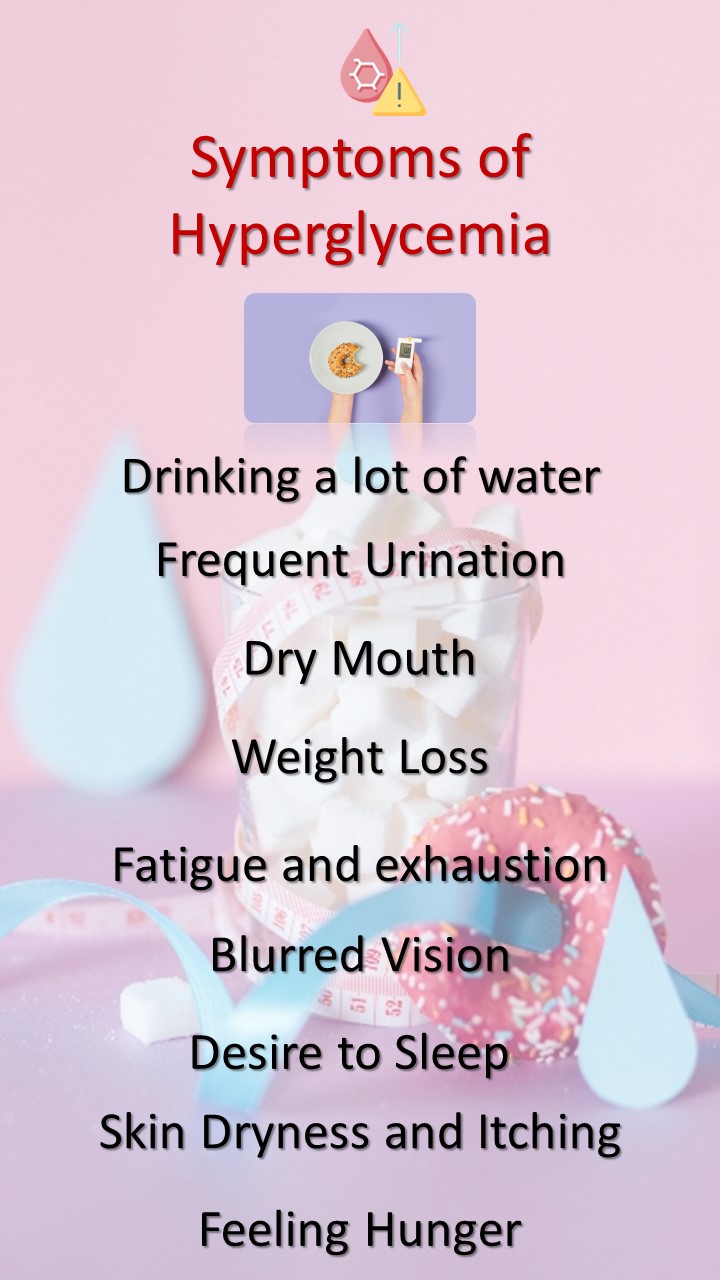 Symptoms of
Hyperglycemia
Drinking a lot of water
Frequent Urination
Dry Mouth
Weight Loss
Fatigue and exhaustion
Blurred Vision
Desire to Sleep
Skin Dryness and Itching
Feeling Hunger